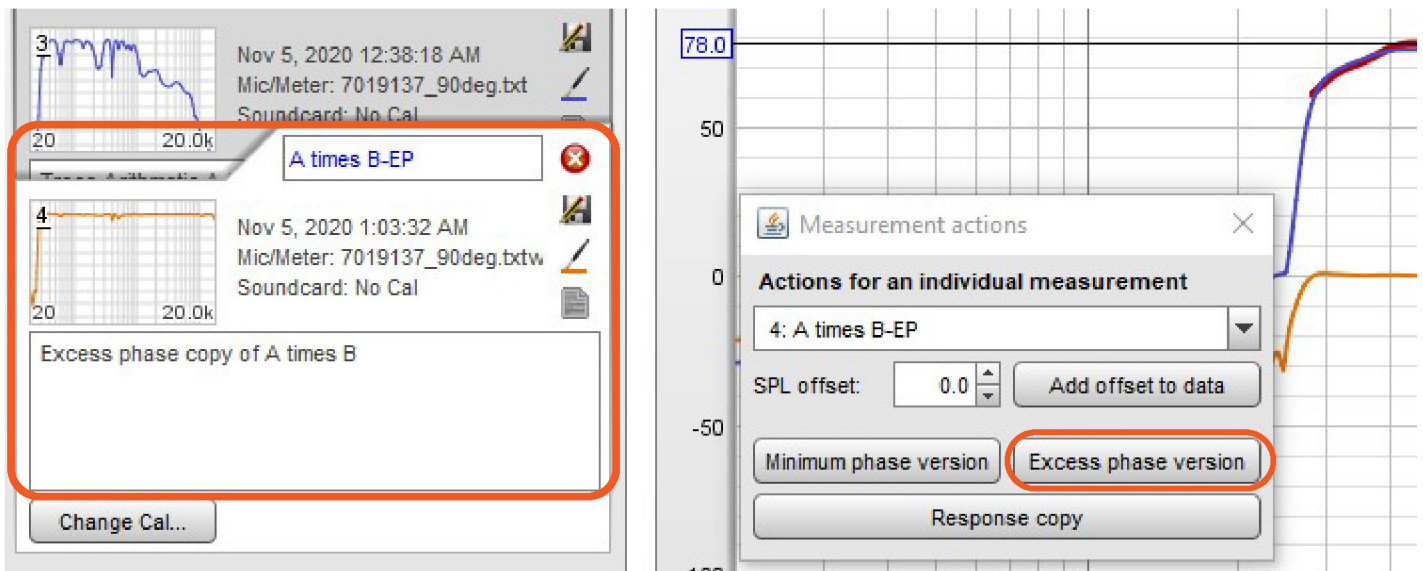 3
Nov 5, 2020 12:38:18 AM
Mic/Meter: 7019137_90deg.txt
Soundcard: No Cal
20 20.0k
A times B-EP
Trace Arithmetic A
4
Nov 5, 2020 1:03:32 AM
Mic/Meter: 7019137_90deg.txtw
Soundcard: No Cal
20 20.0k
Excess phase copy of A times B
Change Cal...
78.0
50
0
-50
Measurement actions
Actions for an individual measurement
4: A times B-EP
SPL offset: 0.0 Add offset to data
Minimum phase version Excess phase version
Response copy